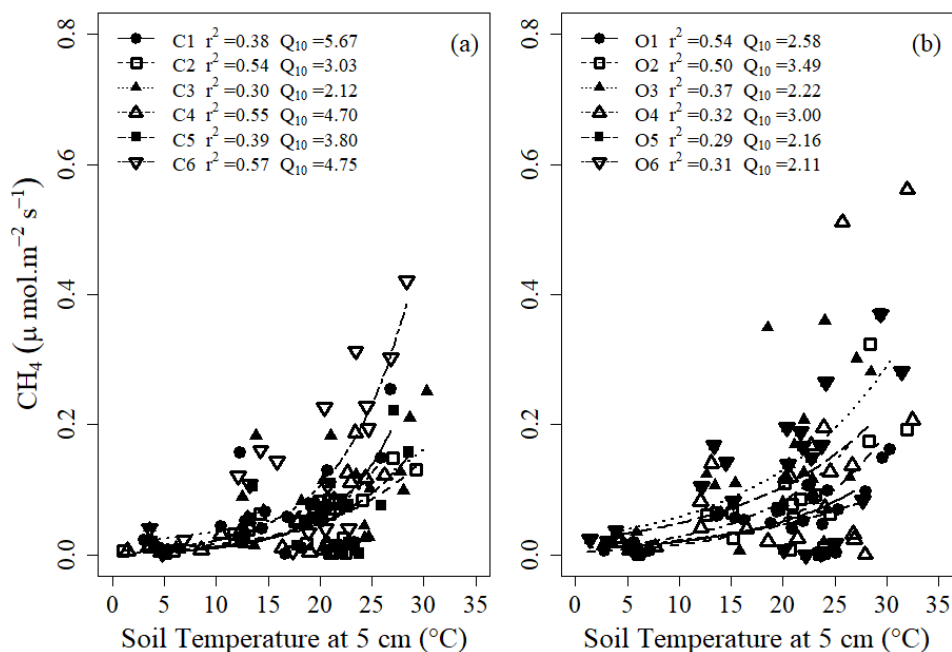 (a)
C1 r² =0.38 Q₁₀ =5.67
C2 r² =0.54 Q₁₀ =3.03
C3 r² =0.30 Q₁₀ =2.12
C4 r² =0.55 Q₁₀ =4.70
C5 r² =0.39 Q₁₀ =3.80
C6 r² =0.57 Q₁₀ =4.75
CH₄ (μ mol.m⁻² s⁻¹)
0.8
0.6
0.4
0.2
0.0
0 5 10 15 20 25 30 35
Soil Temperature at 5 cm (°C)
(b)
O1 r² =0.54 Q₁₀ =2.58
O2 r² =0.50 Q₁₀ =3.49
O3 r² =0.37 Q₁₀ =2.22
O4 r² =0.32 Q₁₀ =3.00
O5 r² =0.29 Q₁₀ =2.16
O6 r² =0.31 Q₁₀ =2.11
0.8
0.6
0.4
0.2
0.0
0 5 10 15 20 25 30 35
Soil Temperature at 5 cm (°C)